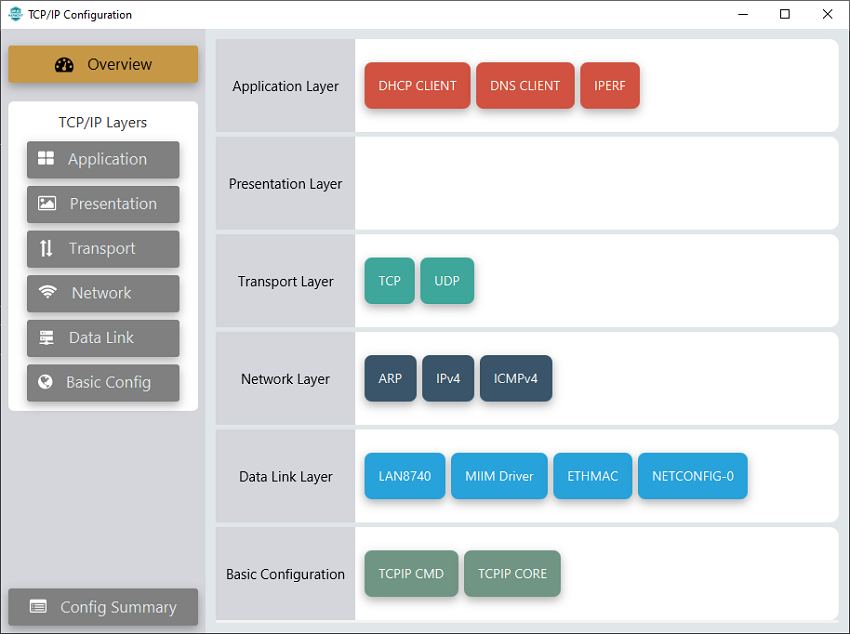 TCP/IP Configuration
Overview
TCP/IP Layers
Application
Presentation
Transport
Network
Data Link
Basic Config
Config Summary
Application Layer
DHCP CLIENT
DNS CLIENT
IPERF
Presentation Layer
Transport Layer
TCP
UDP
Network Layer
ARP
IPv4
ICMPv4
Data Link Layer
LAN8740
MIIM Driver
ETHMAC
NETCONFIG-0
Basic Configuration
TCPIP CMD
TCPIP CORE